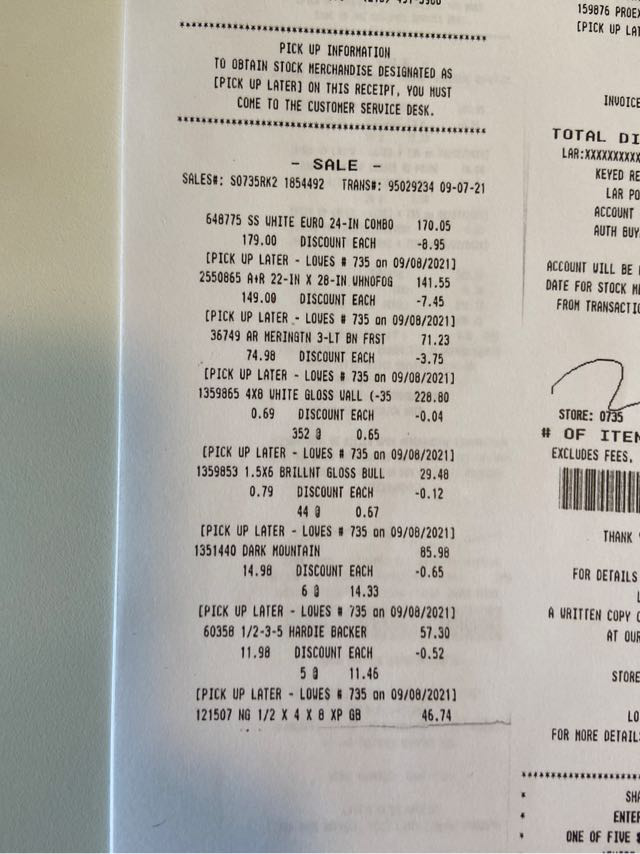 ***********************************************
PICK UP INFORMATION
TO OBTAIN STOCK MERCHANDISE DESIGNATED AS
[PICK UP LATER] ON THIS RECEIPT, YOU MUST
COME TO THE CUSTOMER SERVICE DESK.
***********************************************
- SALE -
SALES#: S0735RK2 1854492 TRANS#: 95029234 09-07-21
648775 SS WHITE EURO 24-IN COMBO 170.05
179.00 DISCOUNT EACH -8.95
[PICK UP LATER - LOWES # 735 on 09/08/2021]
2550865 A+R 22-IN X 28-IN WHNOFOG 141.55
149.00 DISCOUNT EACH -7.45
[PICK UP LATER - LOWES # 735 on 09/08/2021]
36749 AR MERINGTN 3-LT BN FRST 71.23
74.98 DISCOUNT EACH -3.75
[PICK UP LATER - LOWES # 735 on 09/08/2021]
1359865 4X8 WHITE GLOSS WALL (-35 228.80
0.69 DISCOUNT EACH -0.04
352 @ 0.65
[PICK UP LATER - LOWES # 735 on 09/08/2021]
1359853 1.5X6 BRILLNT GLOSS BULL 29.48
0.79 DISCOUNT EACH -0.12
44 @ 0.67
[PICK UP LATER - LOWES # 735 on 09/08/2021]
1351440 DARK MOUNTAIN 85.98
14.98 DISCOUNT EACH -0.65
6 @ 14.33
[PICK UP LATER - LOWES # 735 on 09/08/2021]
60358 1/2-3-5 HARDIE BACKER 57.30
11.98 DISCOUNT EACH -0.52
5 @ 11.46
[PICK UP LATER - LOWES # 735 on 09/08/2021]
121507 NG 1/2 X 4 X 8 XP GB 46.74
159876 PROEX
[PICK UP LAT
INVOICE
TOTAL DI
LAR:XXXXXXXXXX
KEYED RE
LAR PO
ACCOUNT
AUTH BUY
ACCOUNT WILL BE
DATE FOR STOCK ME
FROM TRANSACTIO
STORE: 0735
# OF ITEM
EXCLUDES FEES,
THANK
FOR DETAILS
L
A WRITTEN COPY O
AT OUR
STORE
LO
FOR MORE DETAIL
******************
* SHA
* ENTER
* ONE OF FIVE $